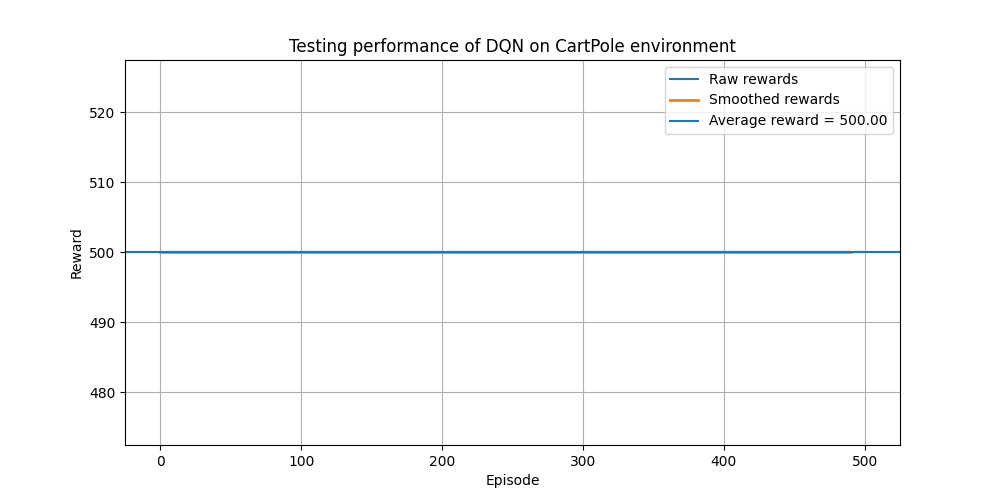 Testing performance of DQN on CartPole environment
Raw rewards
Smoothed rewards
Average reward = 500.00
520
510
500
490
480
Reward
0 100 200 300 400 500
Episode